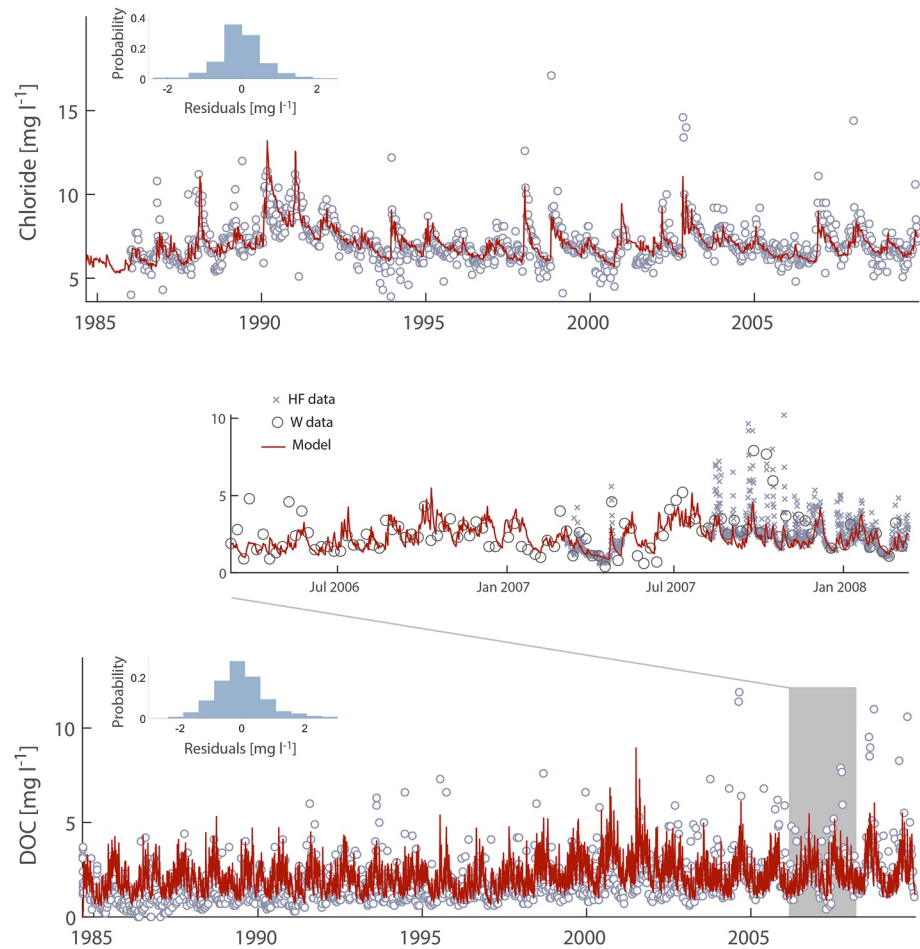 Probability
0.4
0.2
0
-2 0 2
Residuals [mg l-1]
Chloride [mg l-1]
15
10
5
1985 1990 1995 2000 2005
× HF data
○ W data
Model
10
5
0
Jul 2006 Jan 2007 Jul 2007 Jan 2008
Probability
0.2
0
-2 0 2
Residuals [mg l-1]
DOC [mg l-1]
10
5
0
1985 1990 1995 2000 2005